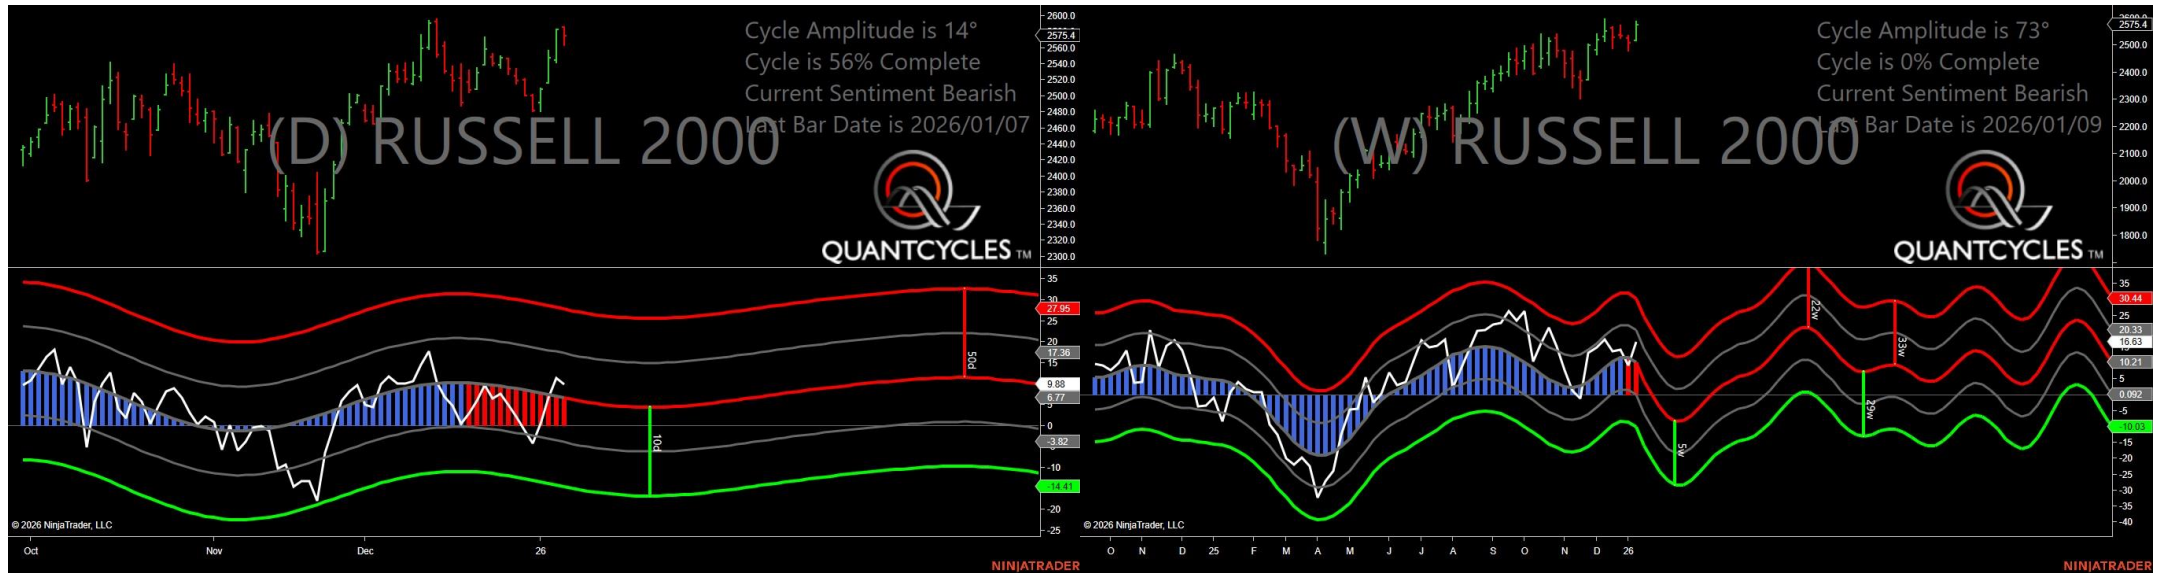 Cycle Amplitude is 14°
Cycle is 56% Complete
Current Sentiment Bearish
Last Bar Date is 2026/01/07
(D) RUSSELL 2000
QUANTCYCLES TM
2600.0
2575.4
2560.0
2540.0
2520.0
2500.0
2480.0
2460.0
2440.0
2420.0
2400.0
2380.0
2360.0
2340.0
2320.0
2300.0
35
30
27.95
25
20
17.36
15
9.88
6.77
0
-3.82
-10
-14.41
-20
-25
50d
10d
© 2026 NinjaTrader, LLC
Oct Nov Dec 26
NINJATRADER
Cycle Amplitude is 73°
Cycle is 0% Complete
Current Sentiment Bearish
Last Bar Date is 2026/01/09
(W) RUSSELL 2000
QUANTCYCLES TM
2575.4
2500.0
2400.0
2300.0
2200.0
2100.0
2000.0
1900.0
1800.0
35
30.44
25
20.33
16.63
10.21
5
0.092
-5
-10.03
-15
-20
-25
-30
-35
-40
22w
33w
29w
5w
© 2026 NinjaTrader, LLC
O N D 25 F M A M J J A S O N D 26
NINJATRADER